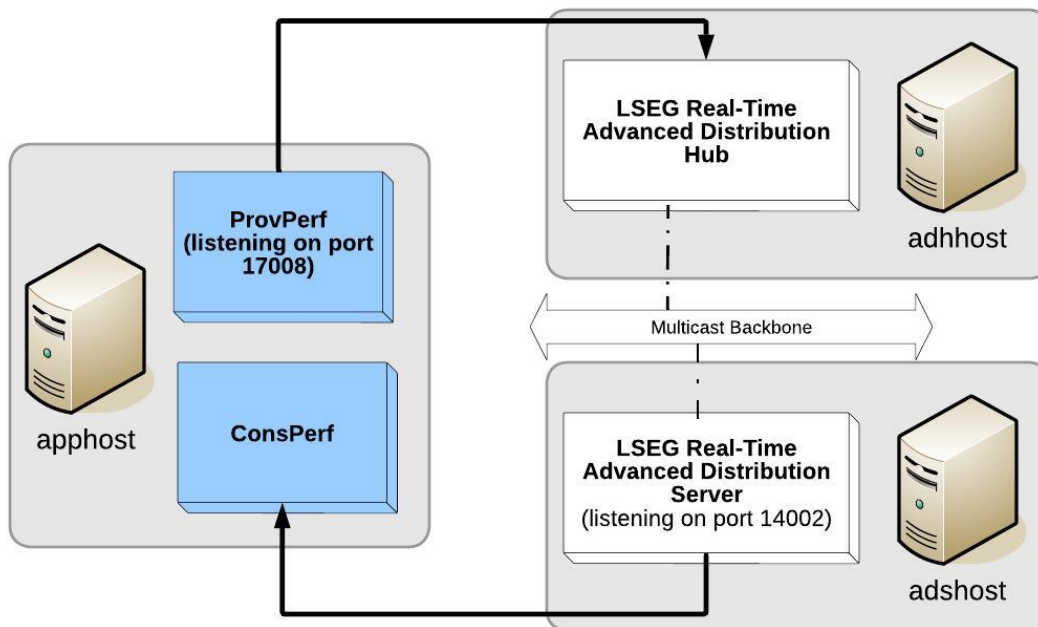 LSEG Real-Time
Advanced Distribution
Hub
adhhost
ProvPerf
(listening on port
17008)
apphost
ConsPerf
Multicast Backbone
LSEG Real-Time
Advanced Distribution
Server
(listening on port 14002)
adshost